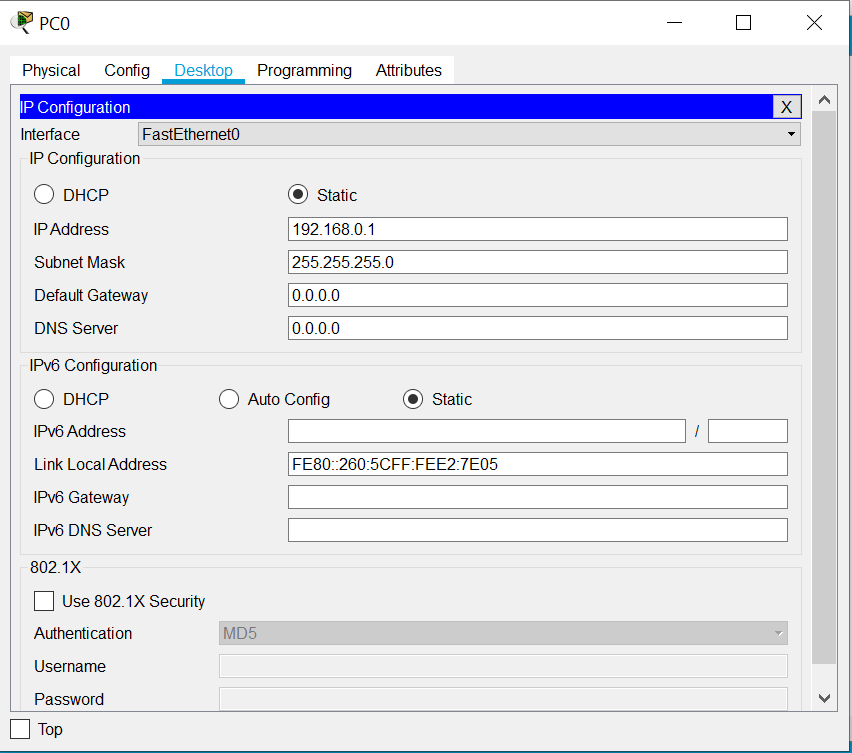 PC0
Physical Config Desktop Programming Attributes
IP Configuration X
Interface FastEthernet0
IP Configuration
DHCP Static
IP Address 192.168.0.1
Subnet Mask 255.255.255.0
Default Gateway 0.0.0.0
DNS Server 0.0.0.0
IPv6 Configuration
DHCP Auto Config Static
IPv6 Address /
Link Local Address FE80::260:5CFF:FEE2:7E05
IPv6 Gateway
IPv6 DNS Server
802.1X
Use 802.1X Security
Authentication MD5
Username
Password
Top